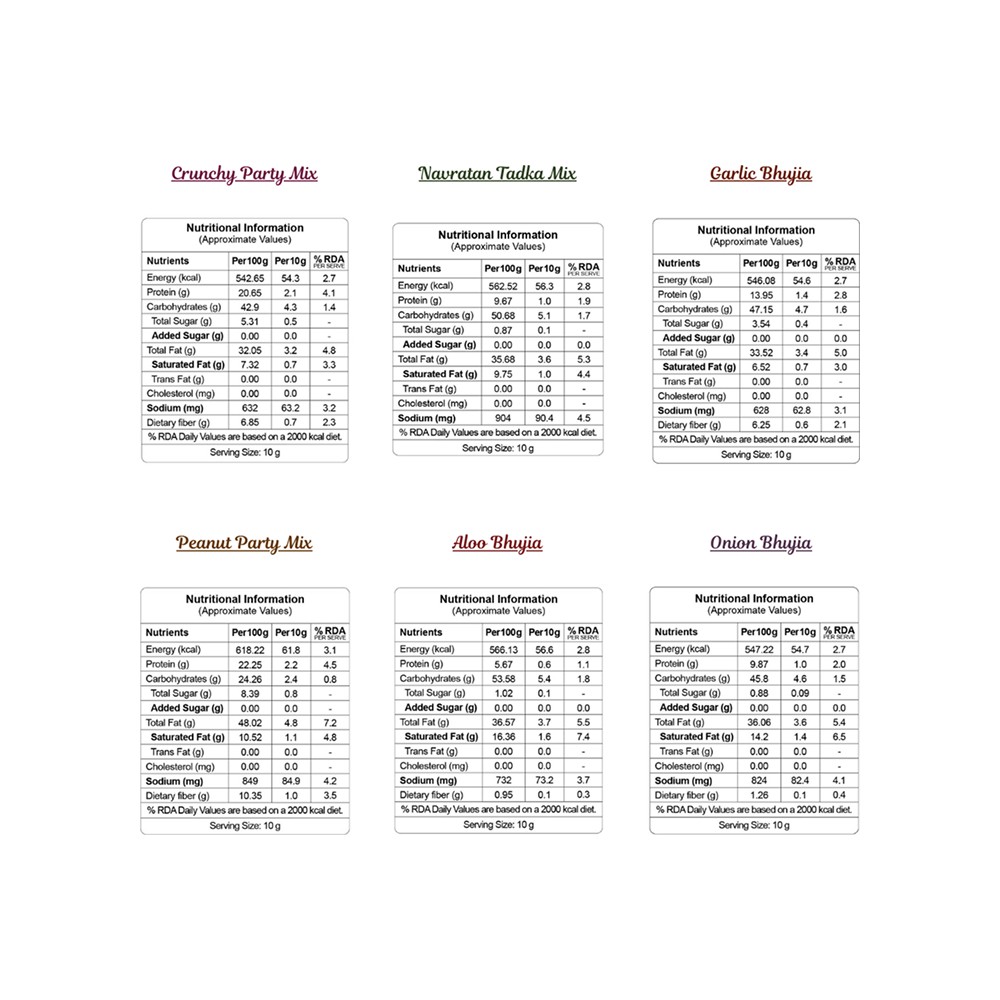 Crunchy Party Mix
Nutritional Information
(Approximate Values)
Nutrients Per100g Per10g % RDA PER SERVE
Energy (kcal) 542.65 54.3 2.7
Protein (g) 20.65 2.1 4.1
Carbohydrates (g) 42.9 4.3 1.4
Total Sugar (g) 5.31 0.5 -
Added Sugar (g) 0.00 0.0 -
Total Fat (g) 32.05 3.2 4.8
Saturated Fat (g) 7.32 0.7 3.3
Trans Fat (g) 0.00 0.0 -
Cholesterol (mg) 0.00 0.0 -
Sodium (mg) 632 63.2 3.2
Dietary fiber (g) 6.85 0.7 2.3
% RDA Daily Values are based on a 2000 kcal diet.
Serving Size: 10 g
Navratan Tadka Mix
Nutritional Information
(Approximate Values)
Nutrients Per100g Per10g % RDA PER SERVE
Energy (kcal) 562.52 56.3 2.8
Protein (g) 9.67 1.0 1.9
Carbohydrates (g) 50.68 5.1 1.7
Total Sugar (g) 0.87 0.1 -
Added Sugar (g) 0.00 0.0 0.0
Total Fat (g) 35.68 3.6 5.3
Saturated Fat (g) 9.75 1.0 4.4
Trans Fat (g) 0.00 0.0 -
Cholesterol (mg) 0.00 0.0 -
Sodium (mg) 904 90.4 4.5
% RDA Daily Values are based on a 2000 kcal diet.
Serving Size: 10 g
Garlic Bhujia
Nutritional Information
(Approximate Values)
Nutrients Per100g Per10g % RDA PER SERVE
Energy (kcal) 546.08 54.6 2.7
Protein (g) 13.95 1.4 2.8
Carbohydrates (g) 47.15 4.7 1.6
Total Sugar (g) 3.54 0.4 -
Added Sugar (g) 0.00 0.0 0.0
Total Fat (g) 33.52 3.4 5.0
Saturated Fat (g) 6.52 0.7 3.0
Trans Fat (g) 0.00 0.0 -
Cholesterol (mg) 0.00 0.0 -
Sodium (mg) 628 62.8 3.1
Dietary fiber (g) 6.25 0.6 2.1
% RDA Daily Values are based on a 2000 kcal diet.
Serving Size: 10 g
Peanut Party Mix
Nutritional Information
(Approximate Values)
Nutrients Per100g Per10g % RDA PER SERVE
Energy (kcal) 618.22 61.8 3.1
Protein (g) 22.25 2.2 4.5
Carbohydrates (g) 24.26 2.4 0.8
Total Sugar (g) 8.39 0.8 -
Added Sugar (g) 0.00 0.0 -
Total Fat (g) 48.02 4.8 7.2
Saturated Fat (g) 10.52 1.1 4.8
Trans Fat (g) 0.00 0.0 -
Cholesterol (mg) 0.00 0.0 -
Sodium (mg) 849 84.9 4.2
Dietary fiber (g) 10.35 1.0 3.5
% RDA Daily Values are based on a 2000 kcal diet.
Serving Size: 10 g
Aloo Bhujia
Nutritional Information
(Approximate Values)
Nutrients Per100g Per10g % RDA PER SERVE
Energy (kcal) 566.13 56.6 2.8
Protein (g) 5.67 0.6 1.1
Carbohydrates (g) 53.58 5.4 1.8
Total Sugar (g) 1.02 0.1 -
Added Sugar (g) 0.00 0.0 0.0
Total Fat (g) 36.57 3.7 5.5
Saturated Fat (g) 16.36 1.6 7.4
Trans Fat (g) 0.00 0.0 -
Cholesterol (mg) 0.00 0.0 -
Sodium (mg) 732 73.2 3.7
Dietary fiber (g) 0.95 0.1 0.3
% RDA Daily Values are based on a 2000 kcal diet.
Serving Size: 10 g
Onion Bhujia
Nutritional Information
(Approximate Values)
Nutrients Per100g Per10g % RDA PER SERVE
Energy (kcal) 547.22 54.7 2.7
Protein (g) 9.87 1.0 2.0
Carbohydrates (g) 45.8 4.6 1.5
Total Sugar (g) 0.88 0.09 -
Added Sugar (g) 0.00 0.0 0.0
Total Fat (g) 36.06 3.6 5.4
Saturated Fat (g) 14.2 1.4 6.5
Trans Fat (g) 0.00 0.0 -
Cholesterol (mg) 0.00 0.0 -
Sodium (mg) 824 82.4 4.1
Dietary fiber (g) 1.26 0.1 0.4
% RDA Daily Values are based on a 2000 kcal diet.
Serving Size: 10 g